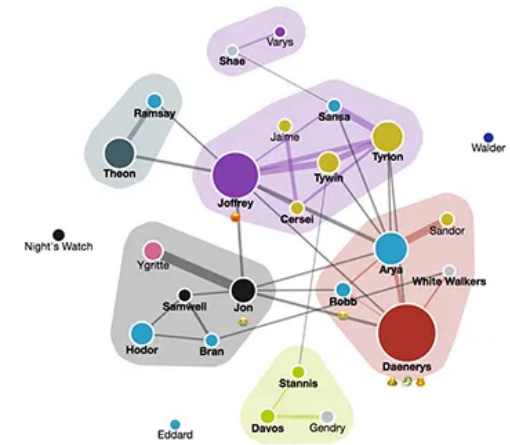 Varys
Shae
Ramsay
Sansa
Jaime
Tyrion
Walder
Theon
Tywin
Joffrey
Cersei
Sandor
Night's Watch
Arya
Ygritte
White Walkers
Samwell
Jon
Robb
Hodor
Bran
Daenerys
Stannis
Davos
Gendry
Eddard